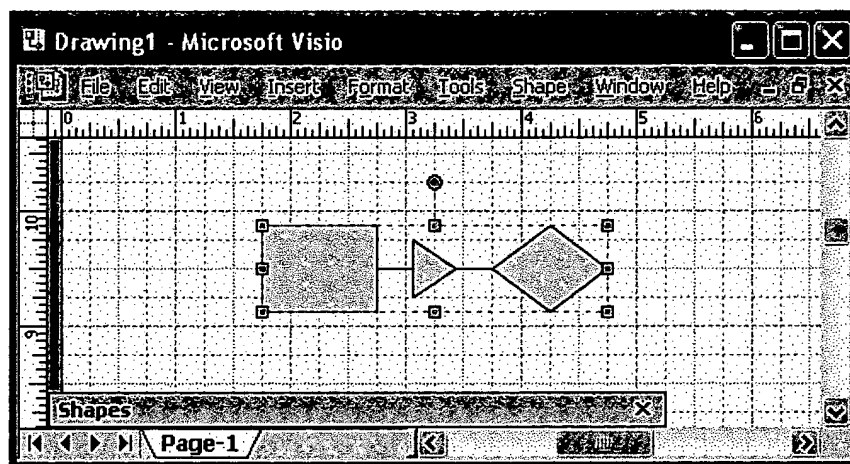 Drawing1 - Microsoft Visio
File Edit View Insert Format Tools Shape Window Help
0 1 2 3 4 5 6
10
9
Shapes
Page-1